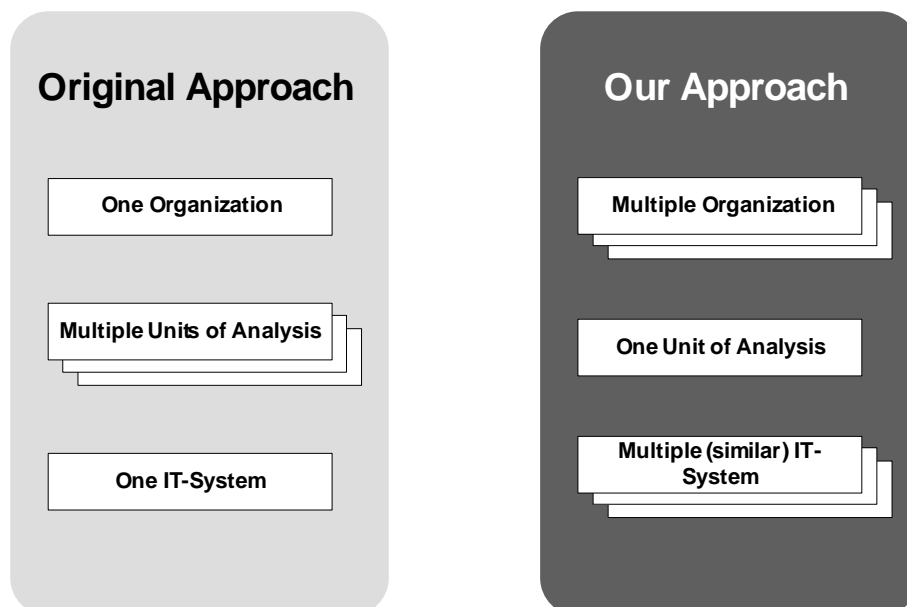 Original Approach
One Organization
Multiple Units of Analysis
One IT-System
Our Approach
Multiple Organization
One Unit of Analysis
Multiple (similar) IT-
System